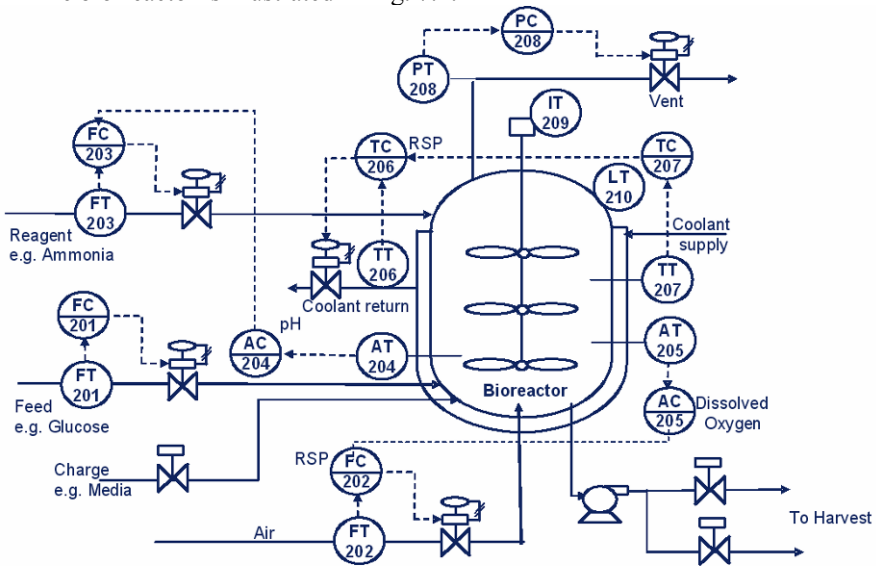 PC
208
PT
208
Vent
IT
209
FC
203
TC
206
RSP
TC
207
LT
210
FT
203
Reagent
e.g. Ammonia
Coolant
supply
TT
206
TT
207
Coolant return
FC
201
pH
AC
204
AT
204
AT
205
FT
201
Bioreactor
Feed
e.g. Glucose
AC
205
Dissolved
Oxygen
RSP
FC
202
Charge
e.g. Media
Air
FT
202
To Harvest